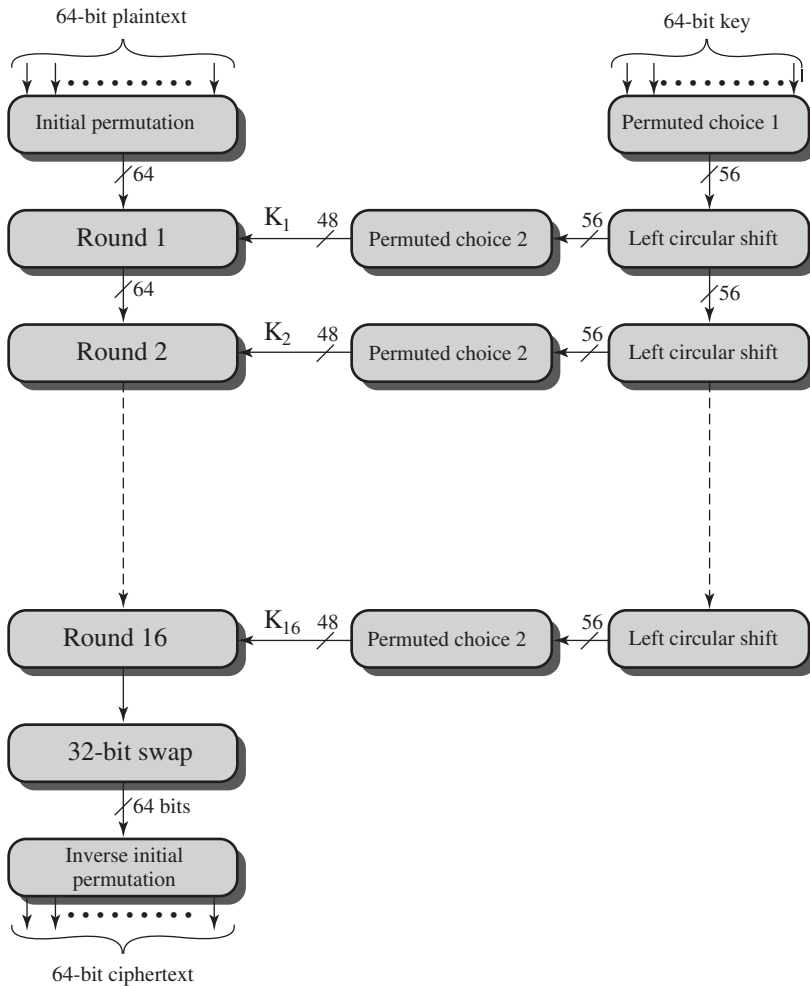 64-bit plaintext
64-bit key
Initial permutation
Permuted choice 1
64
56
Round 1
K1
48
Permuted choice 2
56
Left circular shift
64
56
Round 2
K2
48
Permuted choice 2
56
Left circular shift
Round 16
K16
48
Permuted choice 2
56
Left circular shift
32-bit swap
64 bits
Inverse initial
permutation
64-bit ciphertext